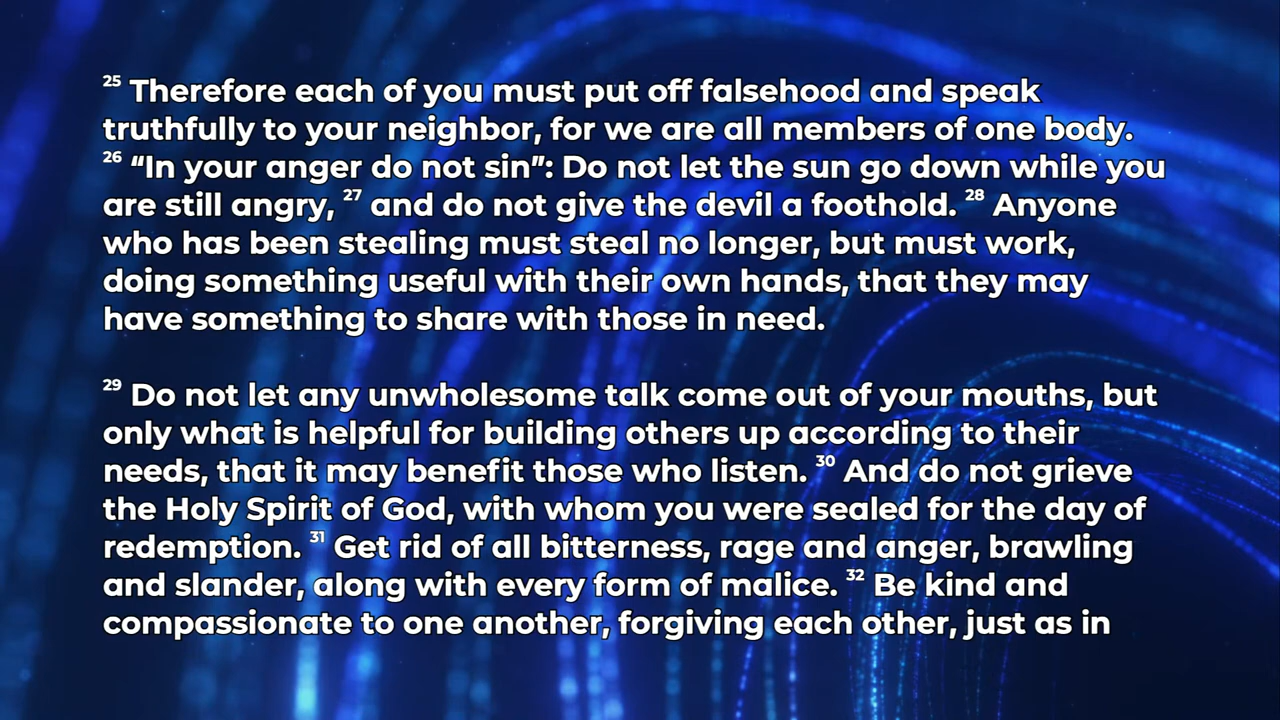 25 Therefore each of you must put off falsehood and speak
truthfully to your neighbor, for we are all members of one body.
26 “In your anger do not sin”: Do not let the sun go down while you
are still angry, 27 and do not give the devil a foothold. 28 Anyone
who has been stealing must steal no longer, but must work,
doing something useful with their own hands, that they may
have something to share with those in need.
29 Do not let any unwholesome talk come out of your mouths, but
only what is helpful for building others up according to their
needs, that it may benefit those who listen. 30 And do not grieve
the Holy Spirit of God, with whom you were sealed for the day of
redemption. 31 Get rid of all bitterness, rage and anger, brawling
and slander, along with every form of malice. 32 Be kind and
compassionate to one another, forgiving each other, just as in